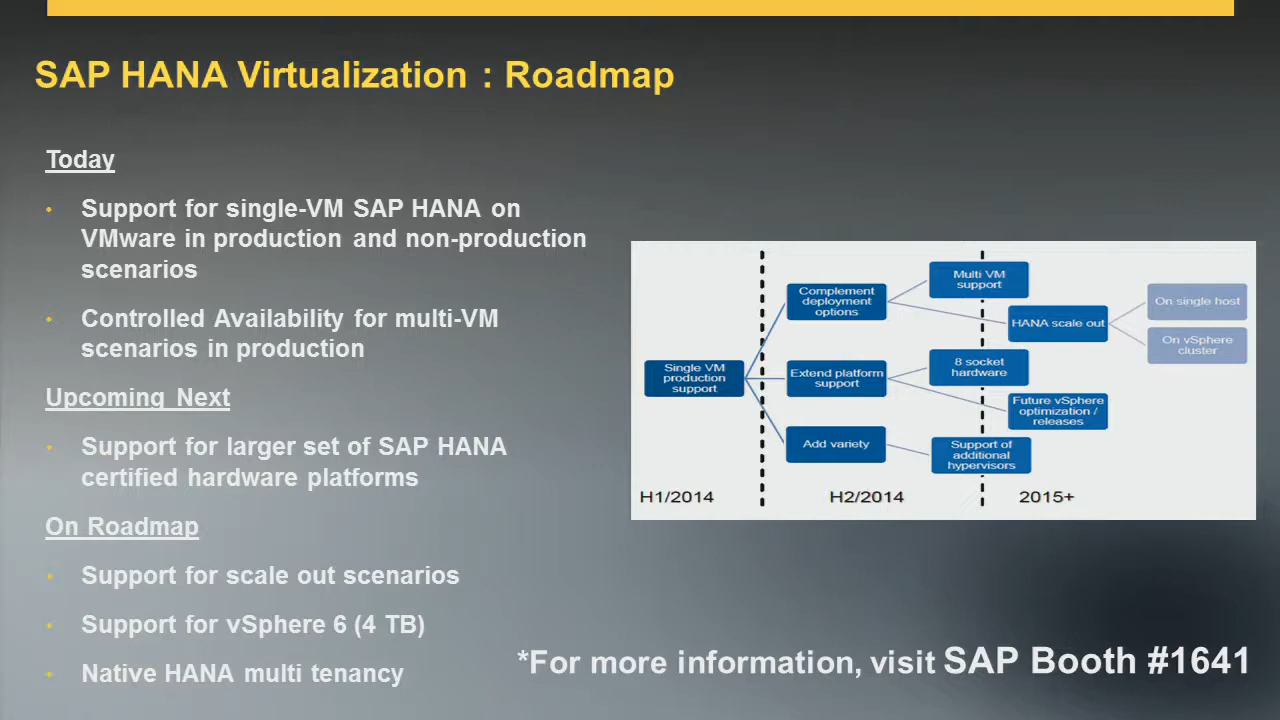 SAP HANA Virtualization : Roadmap
Today
• Support for single-VM SAP HANA on
VMware in production and non-production
scenarios
• Controlled Availability for multi-VM
scenarios in production
Upcoming Next
• Support for larger set of SAP HANA
certified hardware platforms
On Roadmap
• Support for scale out scenarios
• Support for vSphere 6 (4 TB)
• Native HANA multi tenancy
Single VM
production
support
Complement
deployment
options
Extend platform
support
Add variety
Multi VM
support
HANA scale out
8 socket
hardware
Future vSphere
optimization /
releases
Support of
additional
hypervisors
On single host
On vSphere
cluster
H1/2014
H2/2014
2015+
*For more information, visit SAP Booth #1641